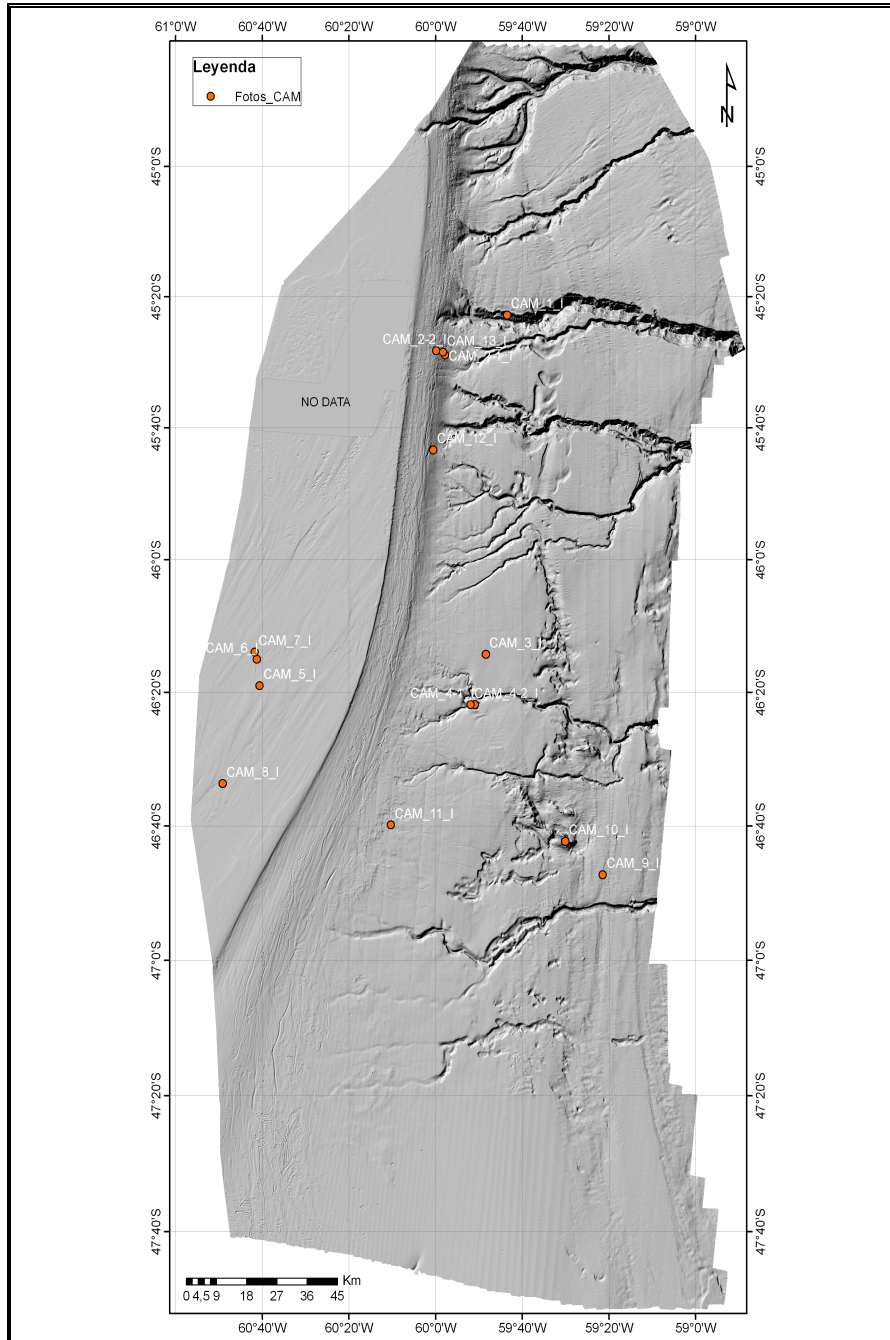 61°0'W 60°40'W 60°20'W 60°0'W 59°40'W 59°20'W 59°0'W
Leyenda
Fotos_CAM
N
45°0'S 45°0'S
45°20'S 45°20'S
CAM_1_I
CAM_2-2_I CAM_13_I
NO DATA
45°40'S 45°40'S
CAM_12_I
46°0'S 46°0'S
CAM_3_I
CAM_6_I CAM_7_I
CAM_5_I
46°20'S 46°20'S
CAM_4-1_I CAM_4-2_I
CAM_8_I
46°40'S 46°40'S
CAM_11_I
CAM_10_I
CAM_9_I
47°0'S 47°0'S
47°20'S 47°20'S
47°40'S 47°40'S
Km
0 4,5 9 18 27 36 45
60°40'W 60°20'W 60°0'W 59°40'W 59°20'W 59°0'W